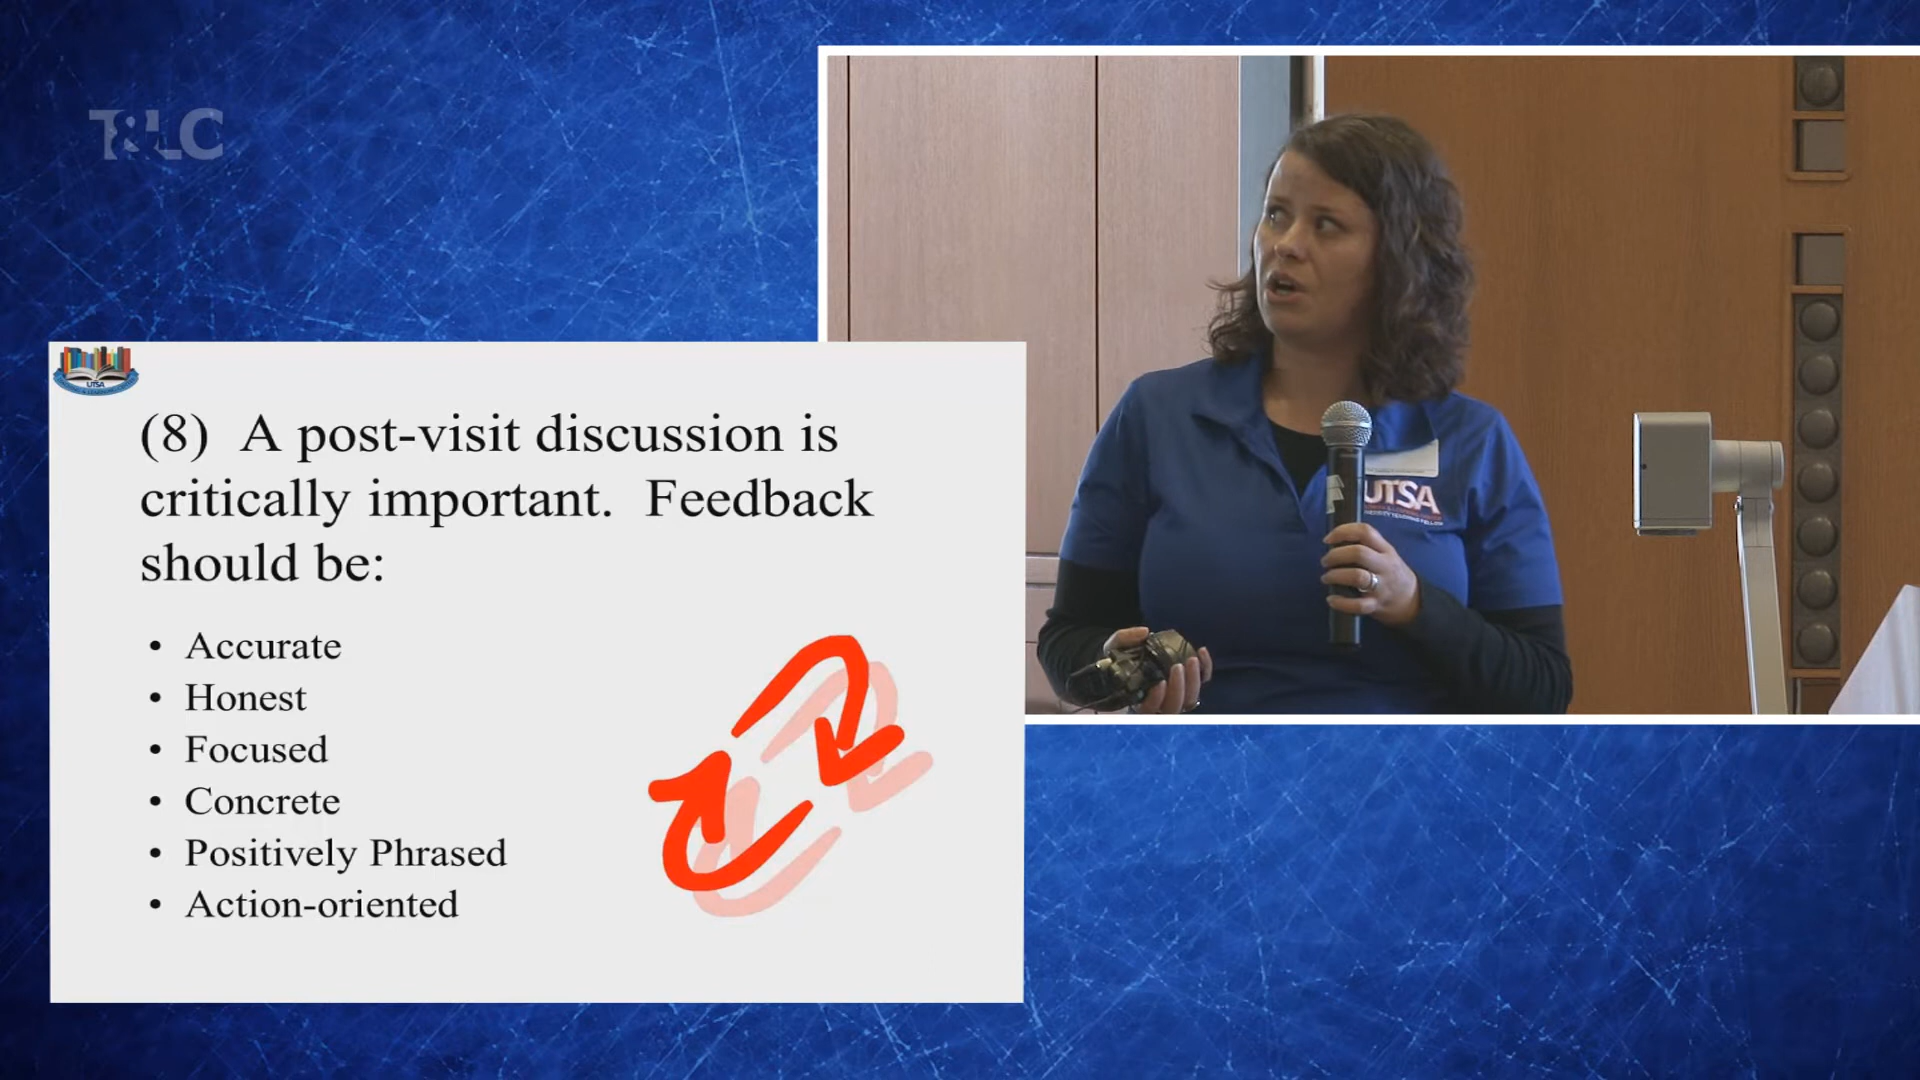 T&LC
UTSA
(8) A post-visit discussion is
critically important. Feedback
should be:
• Accurate
• Honest
• Focused
• Concrete
• Positively Phrased
• Action-oriented
UTSA